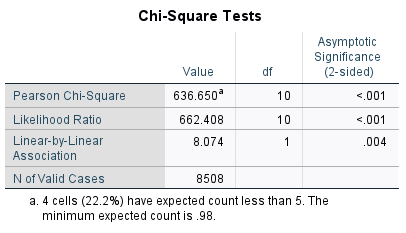 Chi-Square Tests
Asymptotic
Significance
Value df (2-sided)
Pearson Chi-Square 636.650a 10 <.001
Likelihood Ratio 662.408 10 <.001
Linear-by-Linear
Association 8.074 1 .004
N of Valid Cases 8508
a. 4 cells (22.2%) have expected count less than 5. The
minimum expected count is .98.